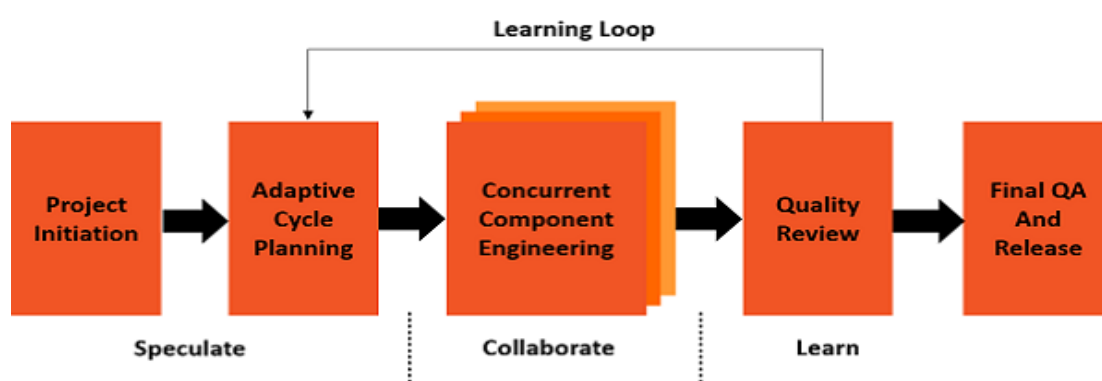 Learning Loop
Project
Initiation
Adaptive
Cycle
Planning
Concurrent
Component
Engineering
Quality
Review
Final QA
And
Release
Speculate
Collaborate
Learn